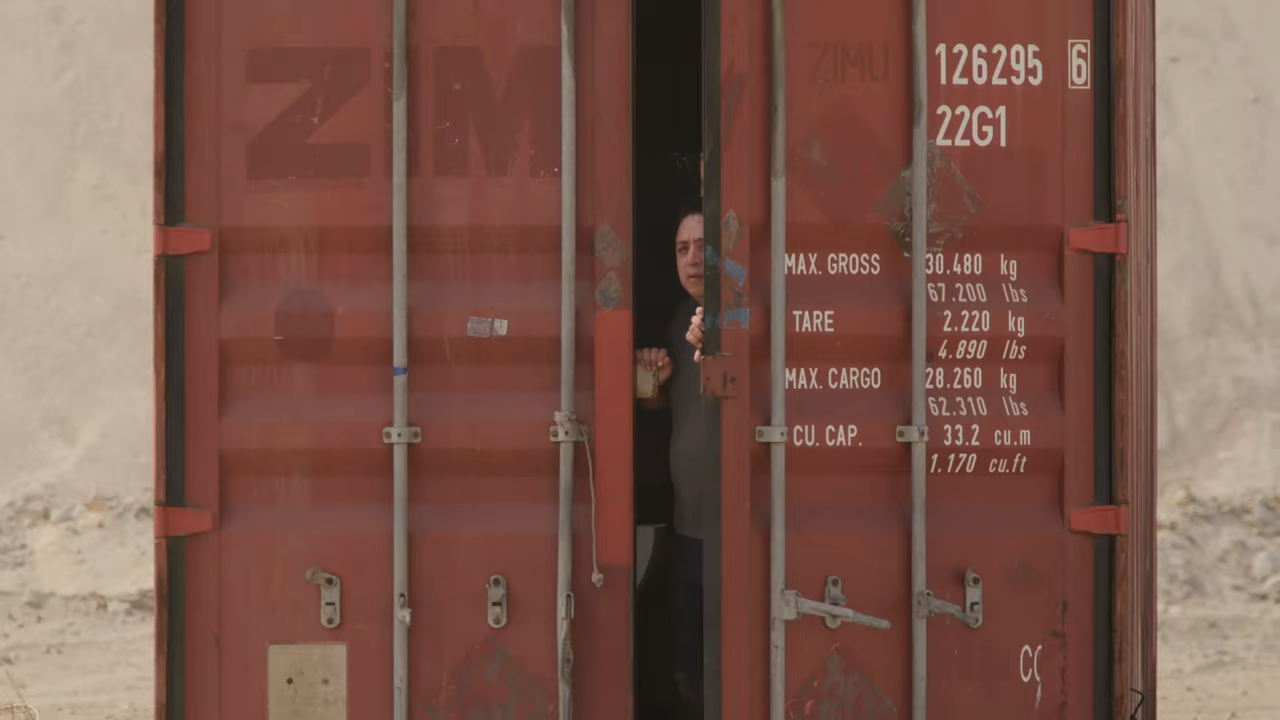 ZIM
ZIMU
126295 6
22G1
MAX. GROSS 30.480 kg
67.200 lbs
TARE 2.220 kg
4.890 lbs
MAX. CARGO 28.260 kg
62.310 lbs
CU. CAP. 33.2 cu.m
1.170 cu.ft